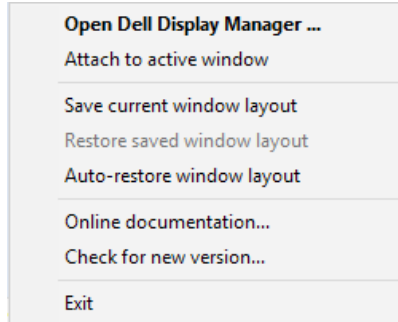 Open Dell Display Manager ...
Attach to active window
Save current window layout
Restore saved window layout
Auto-restore window layout
Online documentation...
Check for new version...
Exit